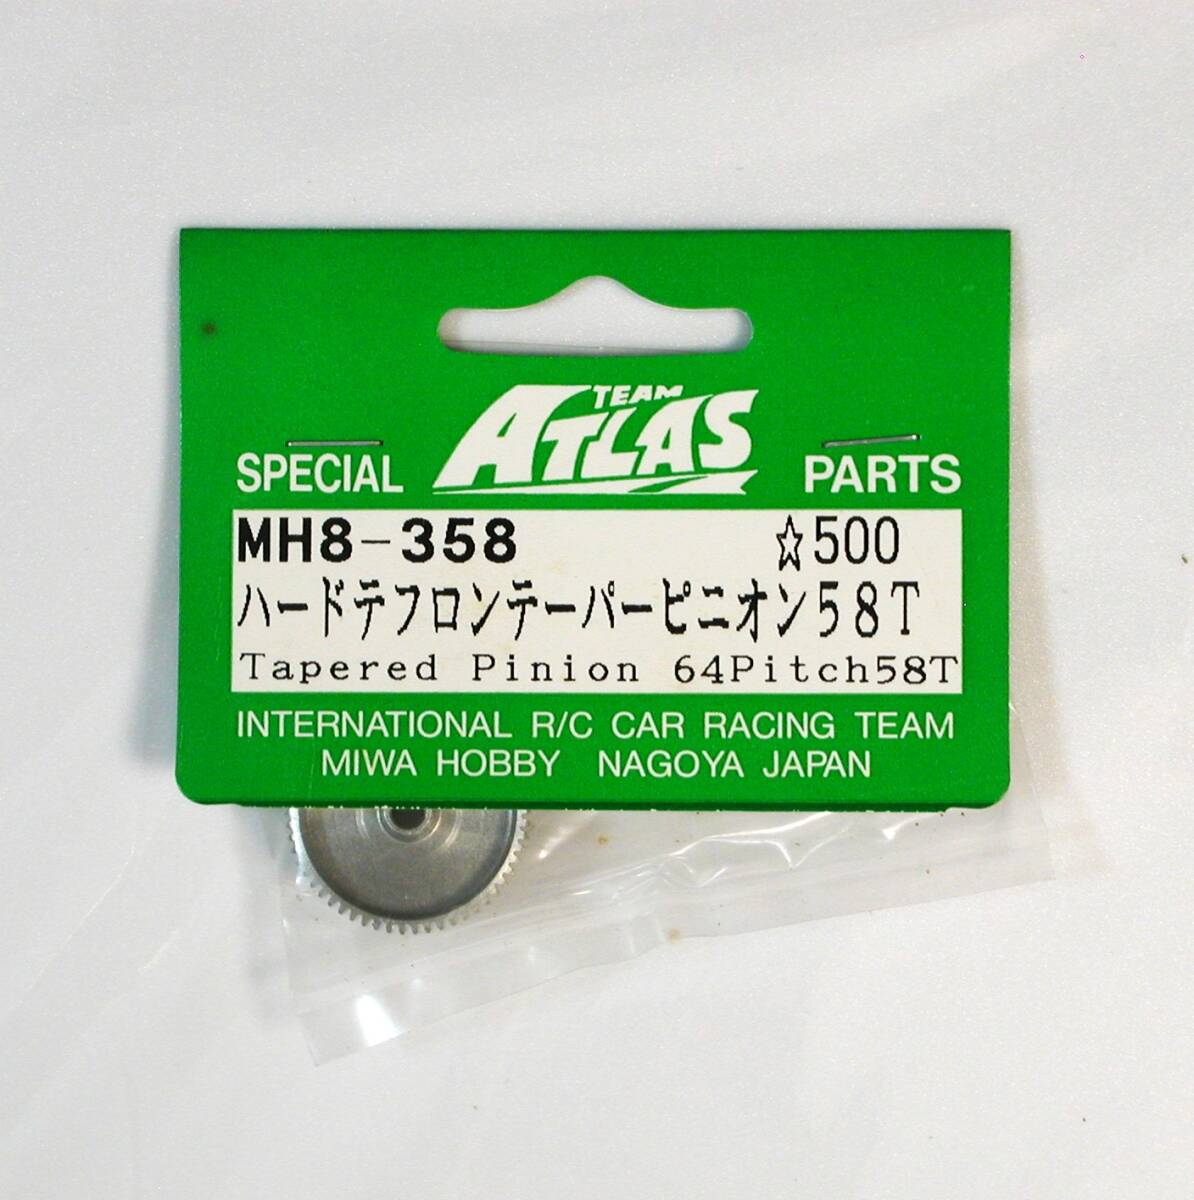 TEAM
ATLAS
SPECIAL PARTS
MH8-358 ☆500
ハードテフロンテーパーピニオン58T
Tapered Pinion 64Pitch58T
INTERNATIONAL R/C CAR RACING TEAM
MIWA HOBBY NAGOYA JAPAN